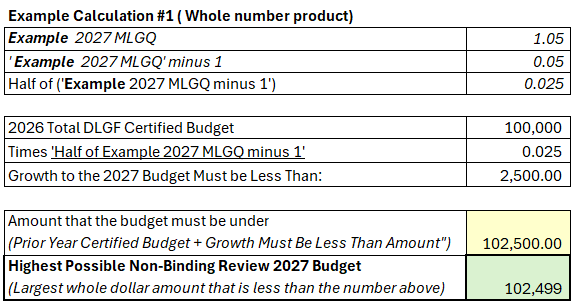 Example Calculation #1 ( Whole number product)
Example 2027 MLGQ 1.05
'Example 2027 MLGQ' minus 1 0.05
Half of ('Example 2027 MLGQ minus 1') 0.025
2026 Total DLGF Certified Budget 100,000
Times 'Half of Example 2027 MLGQ minus 1' 0.025
Growth to the 2027 Budget Must be Less Than: 2,500.00
Amount that the budget must be under
(Prior Year Certified Budget + Growth Must Be Less Than Amount") 102,500.00
Highest Possible Non-Binding Review 2027 Budget
(Largest whole dollar amount that is less than the number above) 102,499